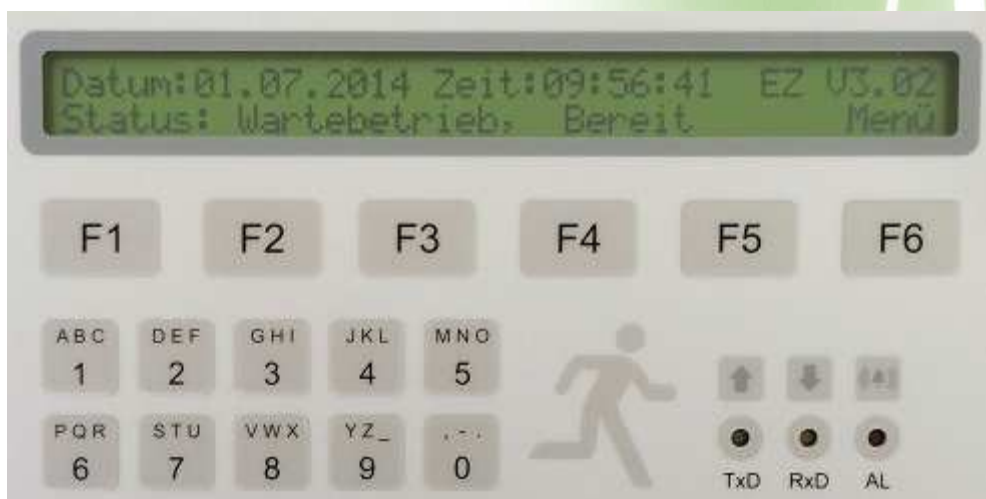 Datum:01.07.2014 Zeit:09:56:41 EZ V3.02
Status: Wartebetrieb, Bereit Menü
F1 F2 F3 F4 F5 F6
ABC DEF GHI JKL MNO
1 2 3 4 5
PQR STU VWX YZ_ ,-.
6 7 8 9 0
TxD RxD AL